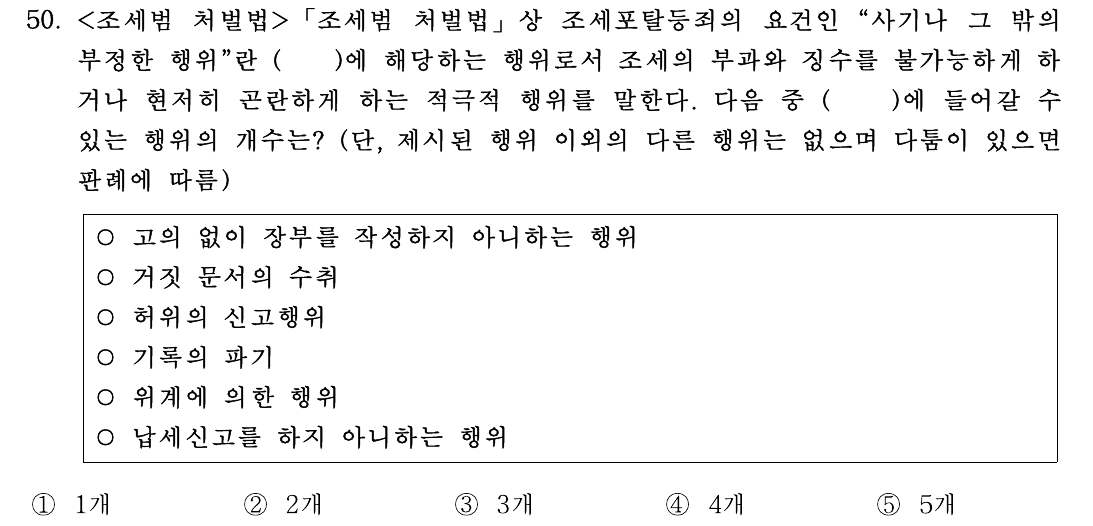 50. <조세범 처벌법>「조세범 처벌법」상 조세포탈등죄의 요건인 “사기나 그 밖의
부정한 행위”란 (    )에 해당하는 행위로서 조세의 부과와 징수를 불가능하게 하
거나 현저히 곤란하게 하는 적극적 행위를 말한다. 다음 중 (    )에 들어갈 수
있는 행위의 개수는? (단, 제시된 행위 이외의 다른 행위는 없으며 다툼이 있으면
판례에 따름)
○ 고의 없이 장부를 작성하지 아니하는 행위
○ 거짓 문서의 수취
○ 허위의 신고행위
○ 기록의 파기
○ 위계에 의한 행위
○ 납세신고를 하지 아니하는 행위
① 1개 ② 2개 ③ 3개 ④ 4개 ⑤ 5개